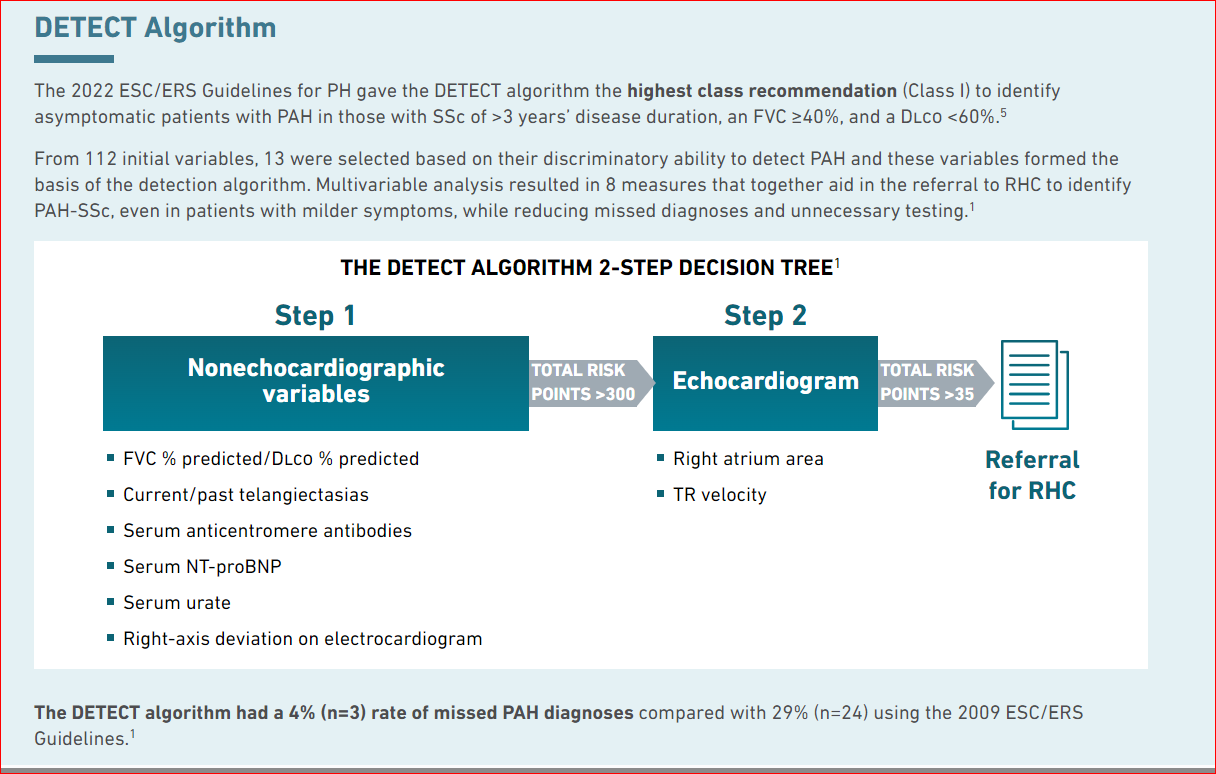 DETECT Algorithm
The 2022 ESC/ERS Guidelines for PH gave the DETECT algorithm the highest class recommendation (Class I) to identify
asymptomatic patients with PAH in those with SSc of >3 years’ disease duration, an FVC ≥40%, and a DLCO <60%.⁵
From 112 initial variables, 13 were selected based on their discriminatory ability to detect PAH and these variables formed the
basis of the detection algorithm. Multivariable analysis resulted in 8 measures that together aid in the referral to RHC to identify
PAH-SSc, even in patients with milder symptoms, while reducing missed diagnoses and unnecessary testing.¹
THE DETECT ALGORITHM 2-STEP DECISION TREE¹
Step 1
Nonechocardiographic
variables
▪ FVC % predicted/DLCO % predicted
▪ Current/past telangiectasias
▪ Serum anticentromere antibodies
▪ Serum NT-proBNP
▪ Serum urate
▪ Right-axis deviation on electrocardiogram
TOTAL RISK
POINTS >300
Step 2
Echocardiogram
▪ Right atrium area
▪ TR velocity
TOTAL RISK
POINTS >35
Referral
for RHC
The DETECT algorithm had a 4% (n=3) rate of missed PAH diagnoses compared with 29% (n=24) using the 2009 ESC/ERS
Guidelines.¹